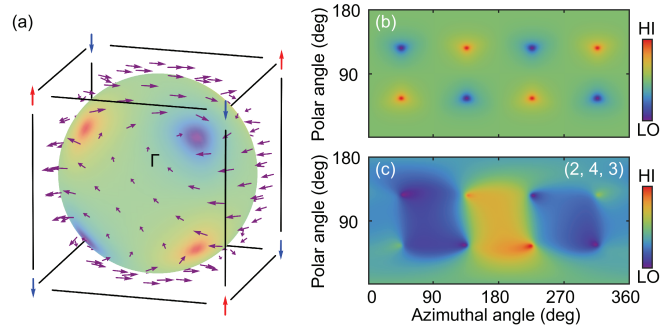 (a)
Γ
(b)
180
90
Polar angle (deg)
HI
LO
(c)
(2, 4, 3)
180
90
0
Polar angle (deg)
HI
LO
0 90 180 270 360
Azimuthal angle (deg)